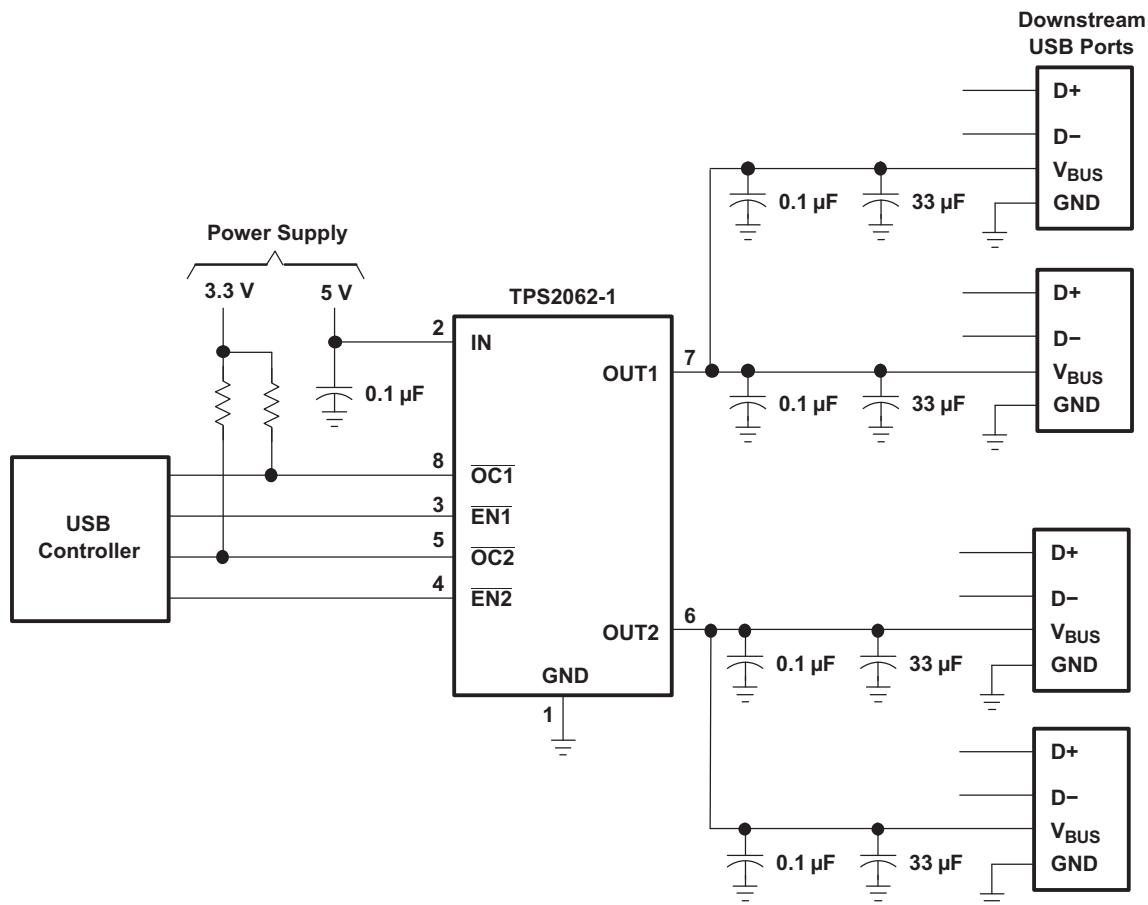 Downstream
USB Ports
D+
D−
VBUS
GND
0.1 µF
33 µF
Power Supply
3.3 V
5 V
0.1 µF
TPS2062-1
2
IN
OUT1
7
D+
D−
VBUS
GND
0.1 µF
33 µF
USB
Controller
8
OC1
3
EN1
5
OC2
4
EN2
OUT2
6
GND
1
D+
D−
VBUS
GND
0.1 µF
33 µF
D+
D−
VBUS
GND
0.1 µF
33 µF